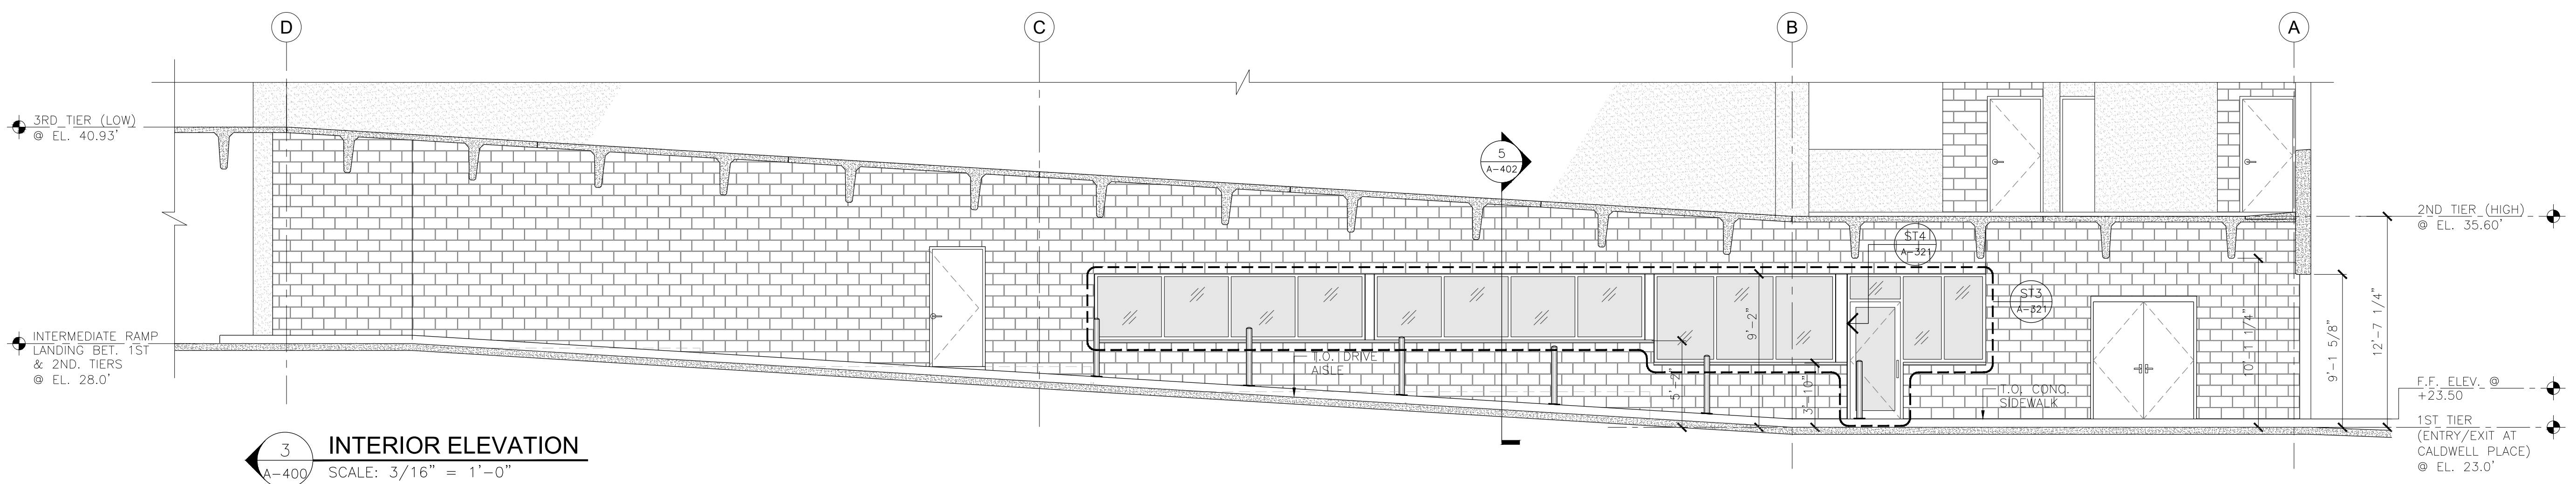 D
C
B
A
3RD TIER (LOW)
@ EL. 40.93'
5
A-402
2ND TIER (HIGH)
@ EL. 35.60'
ST4
A-321
ST3
A-321
INTERMEDIATE RAMP
LANDING BET. 1ST
& 2ND. TIERS
@ EL. 28.0'
T.O. DRIVE
AISLE
5'-2"
9'-2"
3'-10"
T.O. CONC.
SIDEWALK
10'-1 1/4"
9'-1 5/8"
12'-7 1/4"
F.F. ELEV. @
+23.50
1ST TIER
(ENTRY/EXIT AT
CALDWELL PLACE)
@ EL. 23.0'
3
A-400
INTERIOR ELEVATION
SCALE: 3/16" = 1'-0"